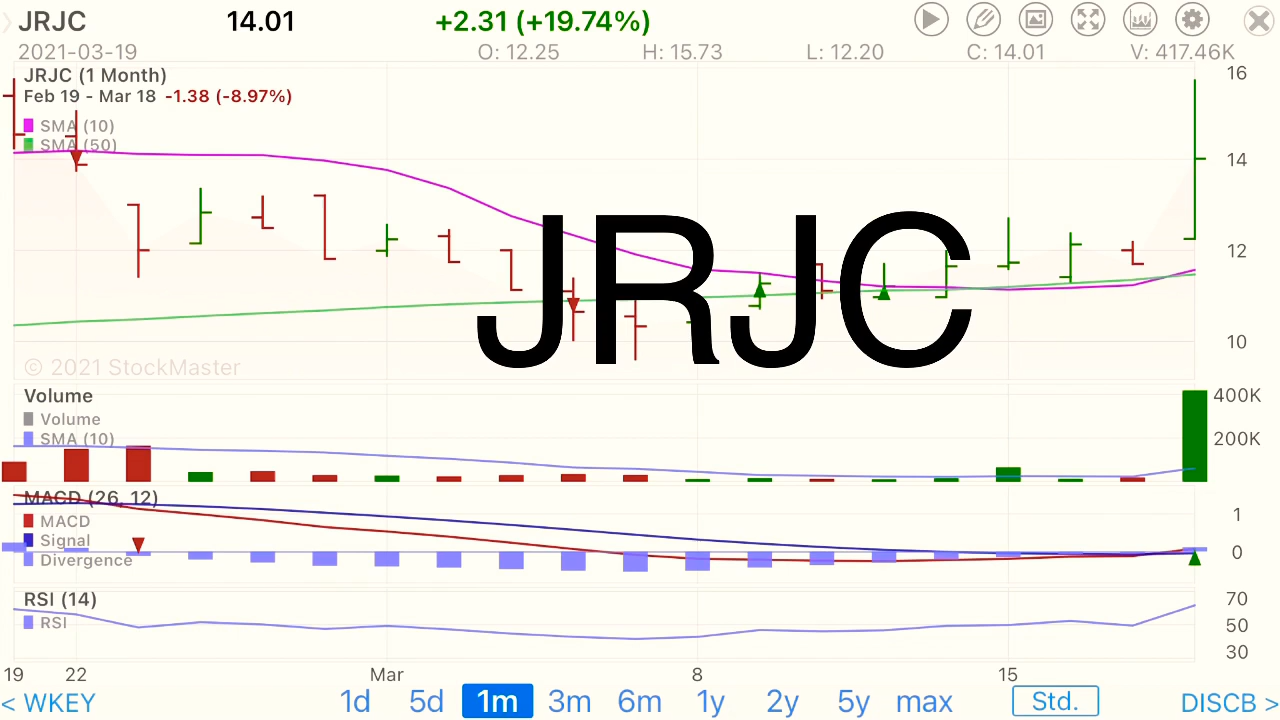 JRJC 14.01 +2.31 (+19.74%)
2021-03-19 O: 12.25 H: 15.73 L: 12.20 C: 14.01 V: 417.46K
JRJC (1 Month)
Feb 19 - Mar 18 -1.38 (-8.97%)
SMA (10)
SMA (50)
16
14
12
10
JRJC
© 2021 StockMaster
Volume
Volume
SMA (10)
400K
200K
MACD (26, 12)
MACD
Signal
Divergence
1
0
RSI (14)
RSI
70
50
30
19 22 Mar 8 15
< WKEY 1d 5d 1m 3m 6m 1y 2y 5y max Std. DISCB >